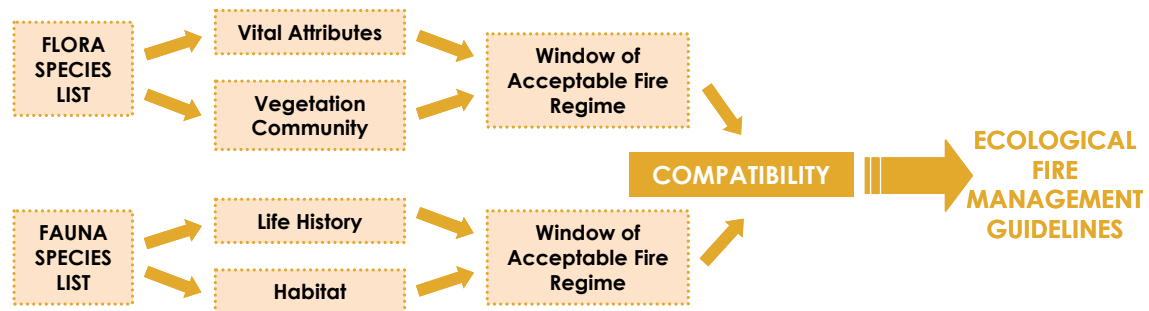 FLORA
SPECIES
LIST
Vital Attributes
Vegetation
Community
Window of
Acceptable Fire
Regime
FAUNA
SPECIES
LIST
Life History
Habitat
Window of
Acceptable Fire
Regime
COMPATIBILITY
ECOLOGICAL
FIRE
MANAGEMENT
GUIDELINES